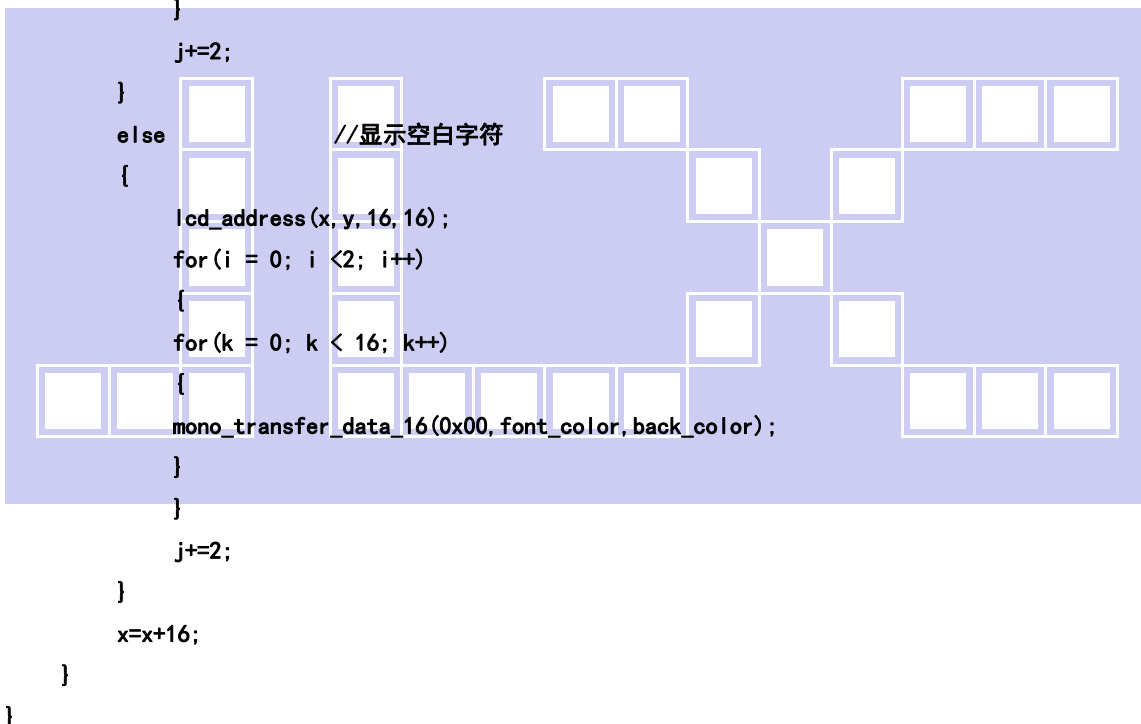 }
j+=2;
}
else //显示空白字符
{
lcd_address(x,y,16,16);
for(i = 0; i <2; i++)
{
for(k = 0; k < 16; k++)
{
mono_transfer_data_16(0x00,font_color,back_color);
}
}
j+=2;
}
x=x+16;
}
}